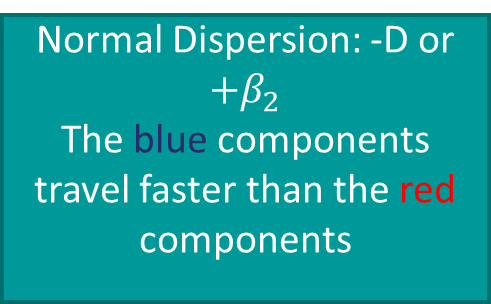 Normal Dispersion: -D or
+β₂
The blue components
travel faster than the red
components